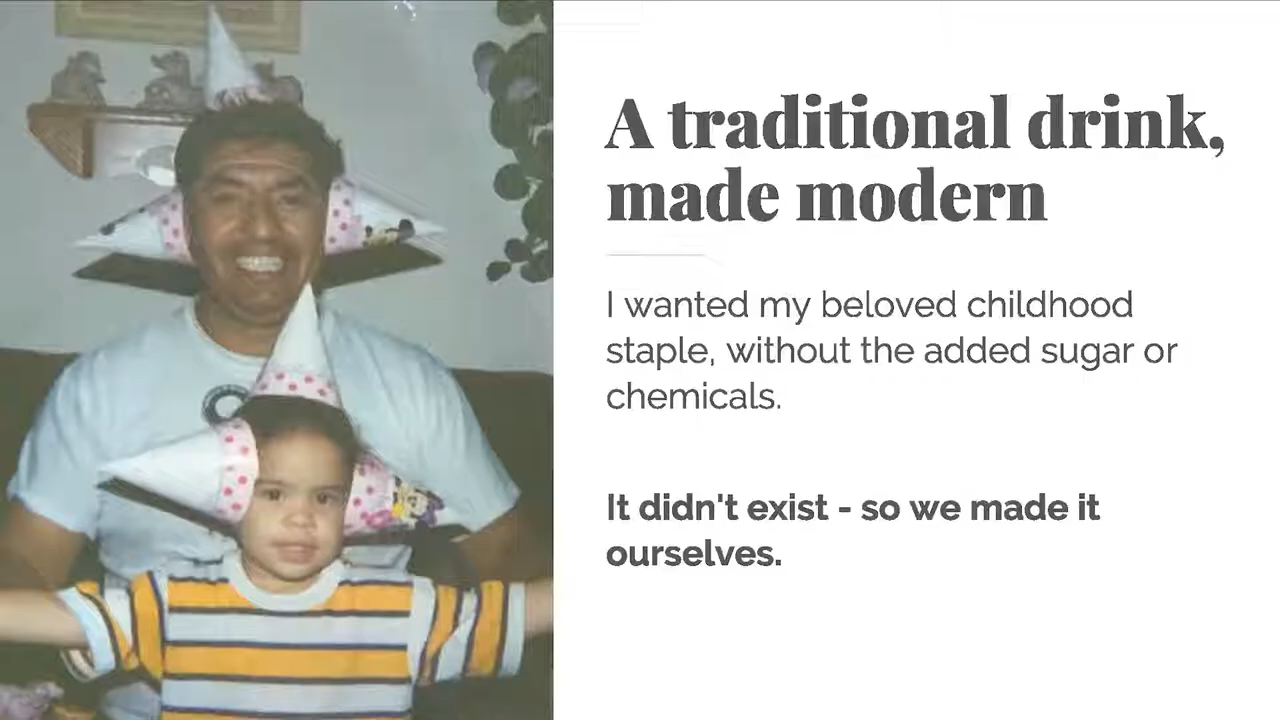 A traditional drink,
made modern
I wanted my beloved childhood
staple, without the added sugar or
chemicals.
It didn't exist - so we made it
ourselves.